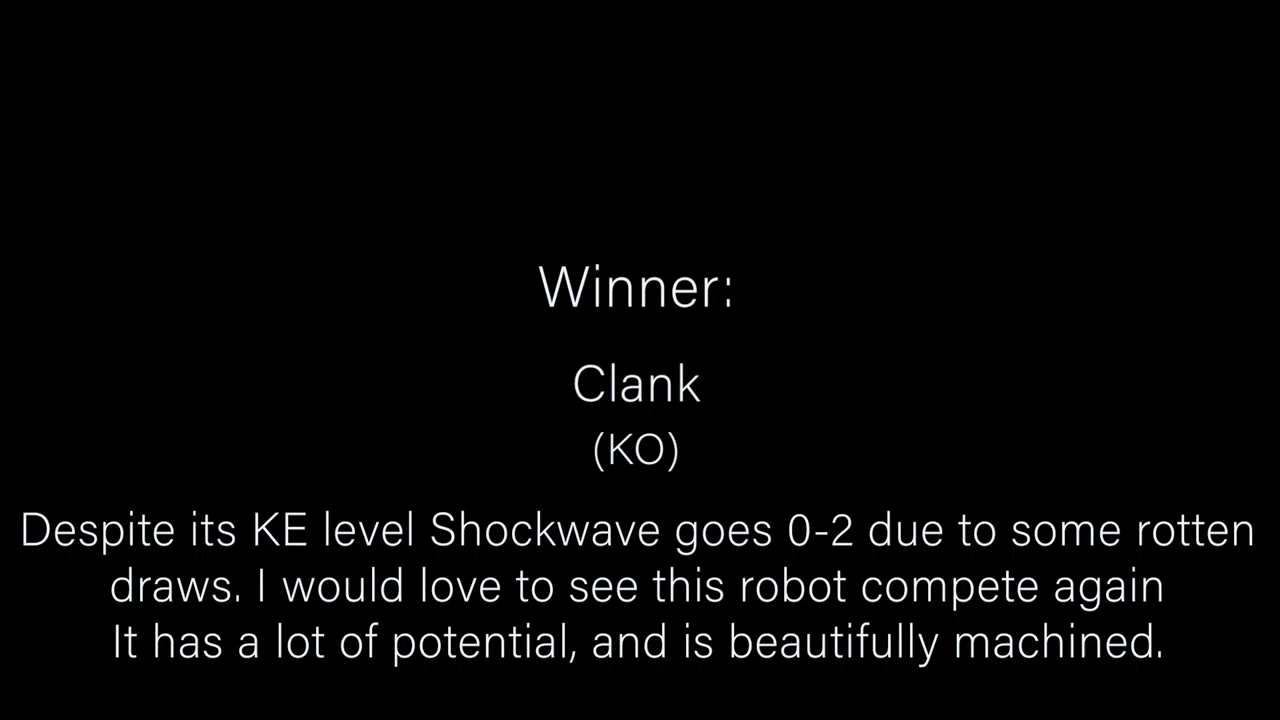 Winner:
Clank
(KO)
Despite its KE level Shockwave goes 0-2 due to some rotten
draws. I would love to see this robot compete again
It has a lot of potential, and is beautifully machined.